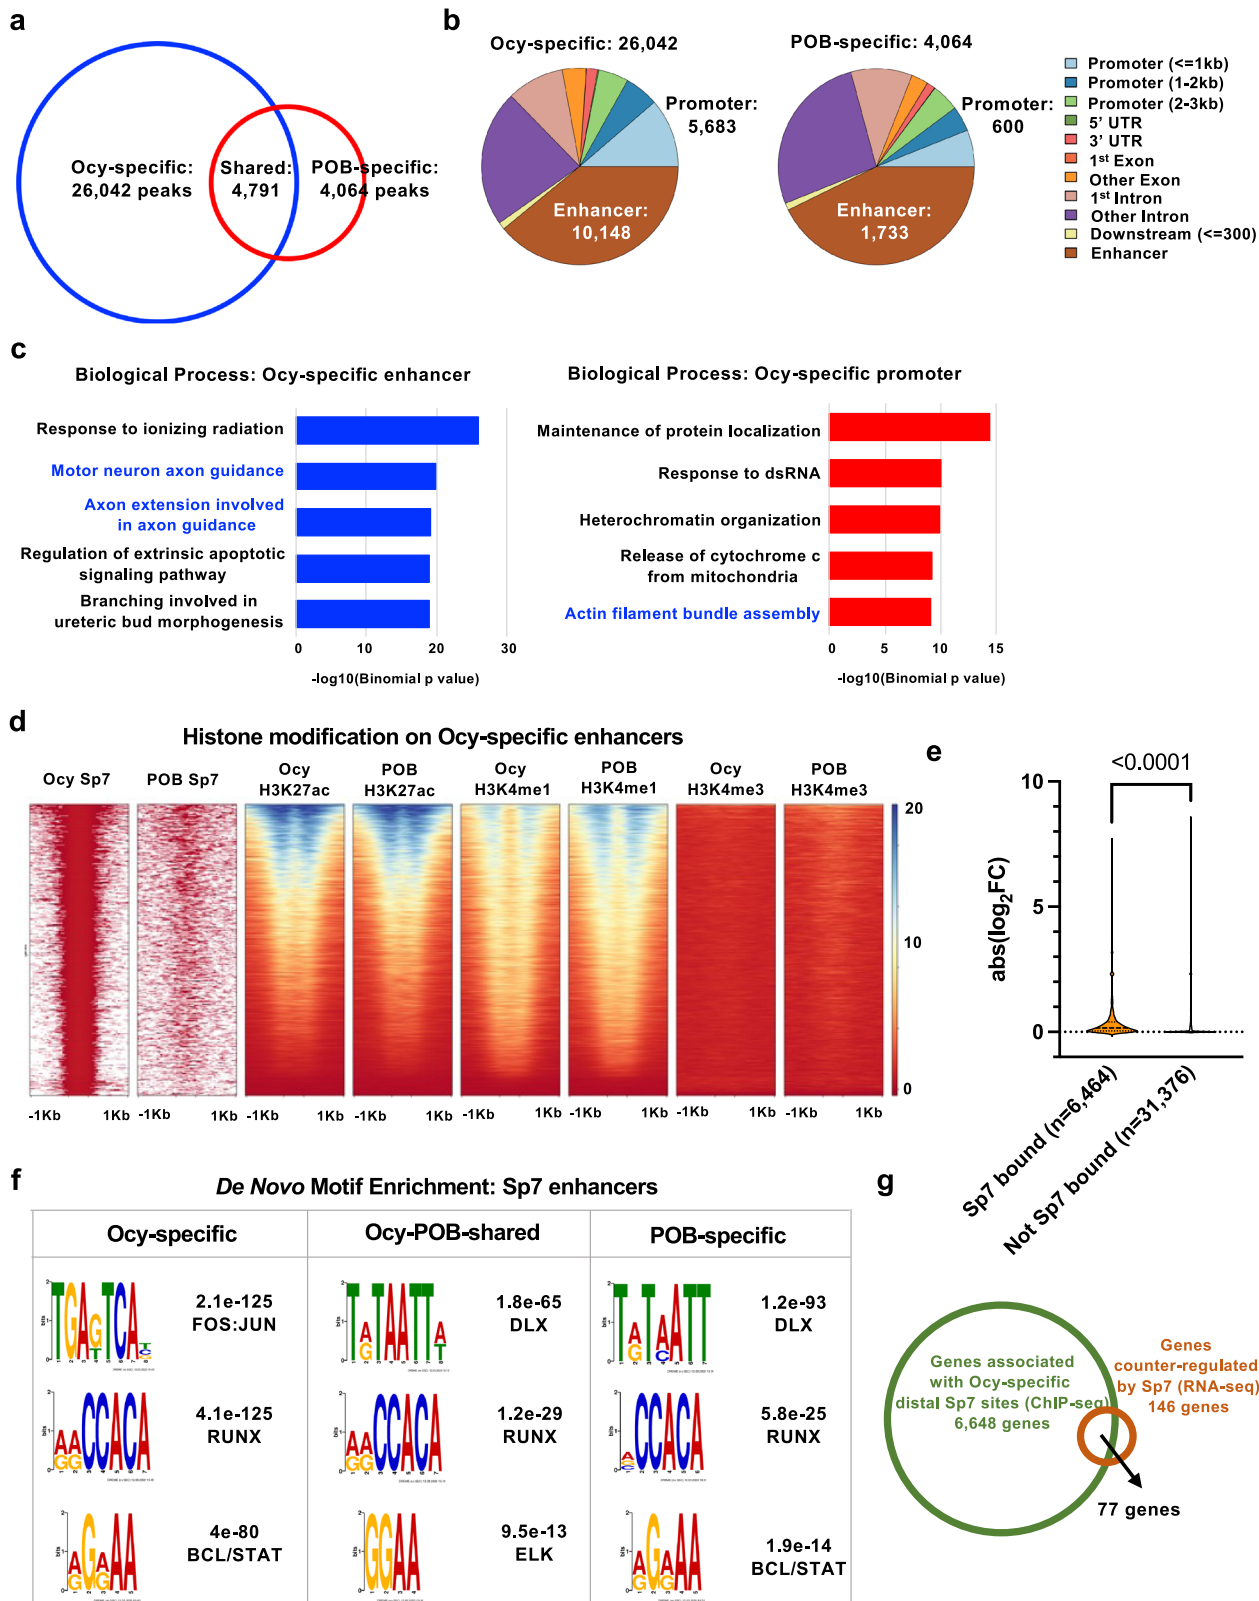 a
Ocy-specific:
26,042 peaks
Shared:
4,791
POB-specific:
4,064 peaks
b
Ocy-specific: 26,042
Promoter:
5,683
Enhancer:
10,148
POB-specific: 4,064
Promoter:
600
Enhancer:
1,733
Promoter (<=1kb)
Promoter (1-2kb)
Promoter (2-3kb)
5' UTR
3' UTR
1st Exon
Other Exon
1st Intron
Other Intron
Downstream (<=300)
Enhancer
c
Biological Process: Ocy-specific enhancer
Response to ionizing radiation
Motor neuron axon guidance
Axon extension involved
in axon guidance
Regulation of extrinsic apoptotic
signaling pathway
Branching involved in
ureteric bud morphogenesis
0 10 20 30
-log10(Binomial p value)
Biological Process: Ocy-specific promoter
Maintenance of protein localization
Response to dsRNA
Heterochromatin organization
Release of cytochrome c
from mitochondria
Actin filament bundle assembly
0 5 10 15
-log10(Binomial p value)
d
Histone modification on Ocy-specific enhancers
Ocy Sp7
POB Sp7
Ocy
H3K27ac
POB
H3K27ac
Ocy
H3K4me1
POB
H3K4me1
Ocy
H3K4me3
POB
H3K4me3
20
10
0
-1Kb 1Kb
-1Kb 1Kb
-1Kb 1Kb
-1Kb 1Kb
-1Kb 1Kb
-1Kb 1Kb
-1Kb 1Kb
-1Kb 1Kb
e
<0.0001
abs(log2FC)
10
5
0
Sp7 bound (n=6,464)
Not Sp7 bound (n=31,376)
f
De Novo Motif Enrichment: Sp7 enhancers
Ocy-specific
Ocy-POB-shared
POB-specific
2.1e-125
FOS:JUN
1.8e-65
DLX
1.2e-93
DLX
4.1e-125
RUNX
1.2e-29
RUNX
5.8e-25
RUNX
4e-80
BCL/STAT
9.5e-13
ELK
1.9e-14
BCL/STAT
g
Genes associated
with Ocy-specific
distal Sp7 sites (ChIP-seq)
6,648 genes
Genes
counter-regulated
by Sp7 (RNA-seq)
146 genes
77 genes